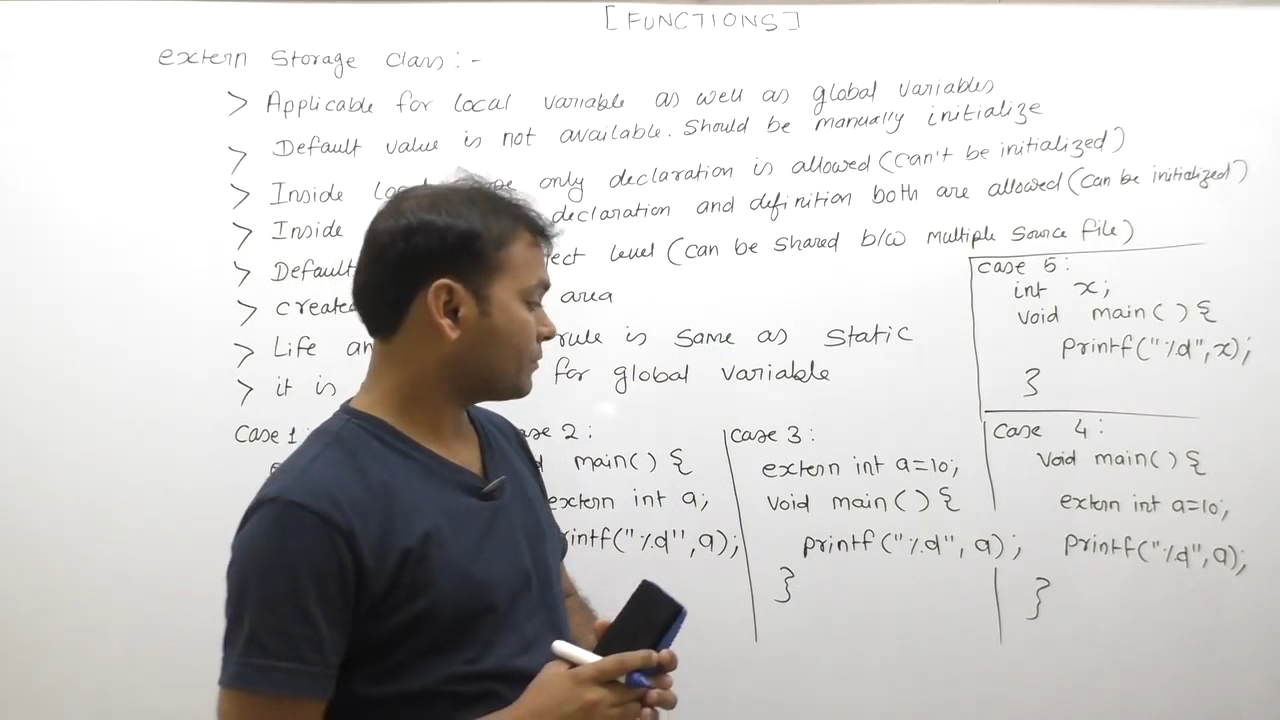 [FUNCTIONS]
extern Storage class:-
> Applicable for local variable as well as global variables
> Default value is not available. Should be manually initialize
> Inside only declaration is allowed (can't be initialized)
> Inside declaration and definition both are allowed (can be initialized)
> Default level (can be shared b/w multiple source file)
> area
> Life rule is same as static
> it is for global variable
Case 1:
case 2:
main() {
extern int a;
printf("%d", a);
case 3:
extern int a=10;
void main() {
printf("%d", a);
}
case 4:
void main() {
extern int a=10;
printf("%d", a);
}
case 5:
int x;
void main() {
printf("%d", x);
}